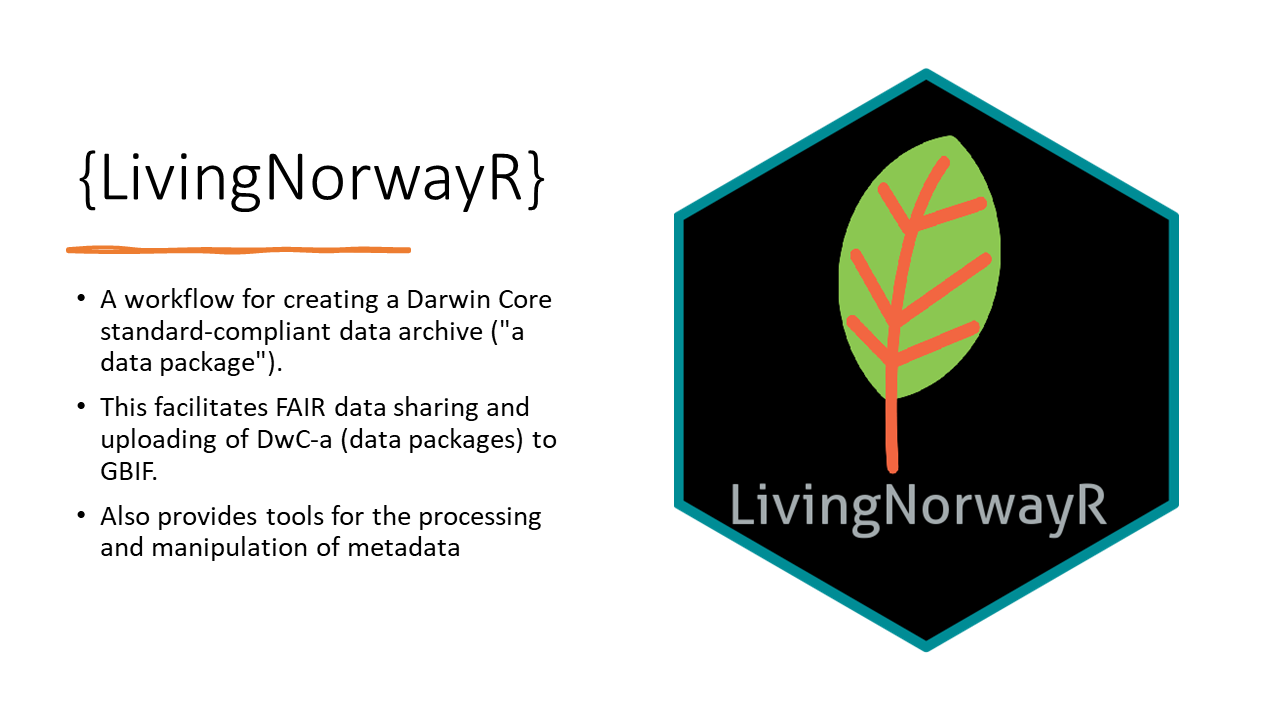 {LivingNorwayR}
• A workflow for creating a Darwin Core
standard-compliant data archive ("a
data package").
• This facilitates FAIR data sharing and
uploading of DwC-a (data packages) to
GBIF.
• Also provides tools for the processing
and manipulation of metadata
LivingNorwayR